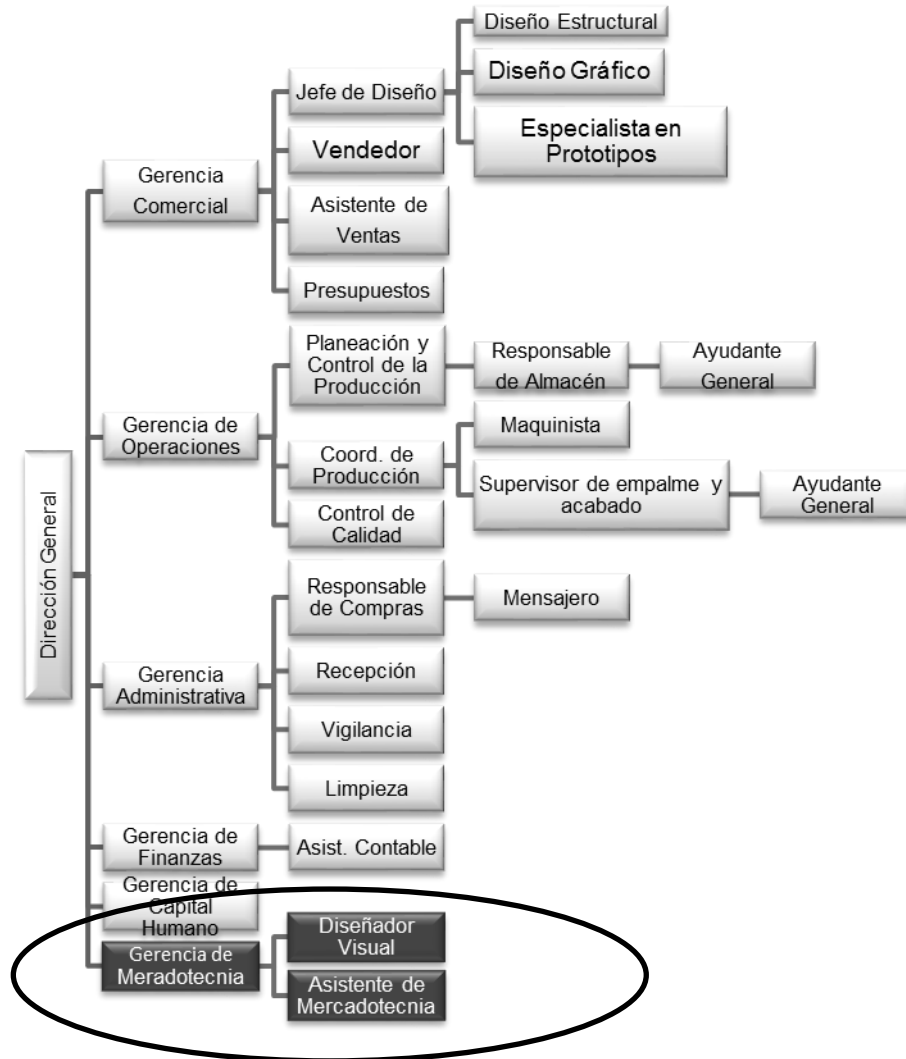 Dirección General
Gerencia
Comercial
Jefe de Diseño
Diseño Estructural
Diseño Gráfico
Especialista en
Prototipos
Vendedor
Asistente de
Ventas
Presupuestos
Gerencia de
Operaciones
Planeación y
Control de la
Producción
Responsable
de Almacén
Ayudante
General
Coord. de
Producción
Maquinista
Supervisor de empalme y
acabado
Ayudante
General
Control de
Calidad
Gerencia
Administrativa
Responsable
de Compras
Mensajero
Recepción
Vigilancia
Limpieza
Gerencia de
Finanzas
Asist. Contable
Gerencia de
Capital
Humano
Gerencia de
Meradotecnia
Diseñador
Visual
Asistente de
Mercadotecnia